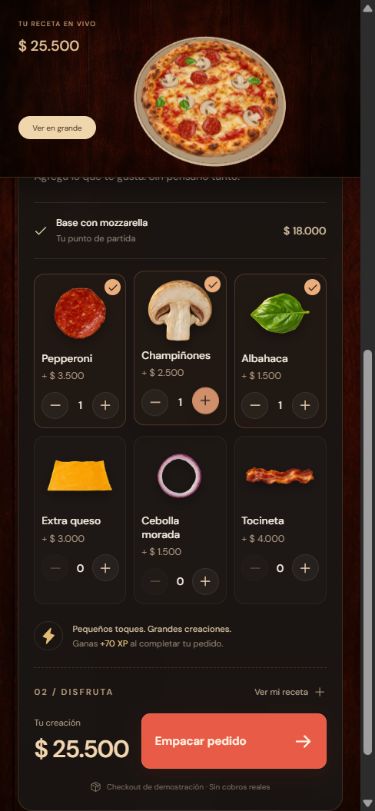 TU RECETA EN VIVO
$ 25.500
Ver en grande
Agrega lo que te gusta. Sin pensarlo tanto.
Base con mozzarella
Tu punto de partida
$ 18.000
Pepperoni
+ $ 3.500
1
Champiñones
+ $ 2.500
1
Albahaca
+ $ 1.500
1
Extra queso
+ $ 3.000
0
Cebolla
morada
+ $ 1.500
0
Tocineta
+ $ 4.000
0
Pequeños toques. Grandes creaciones.
Ganas +70 XP al completar tu pedido.
02 / DISFRUTA
Ver mi receta
Tu creación
$ 25.500
Empacar pedido
Checkout de demostración · Sin cobros reales